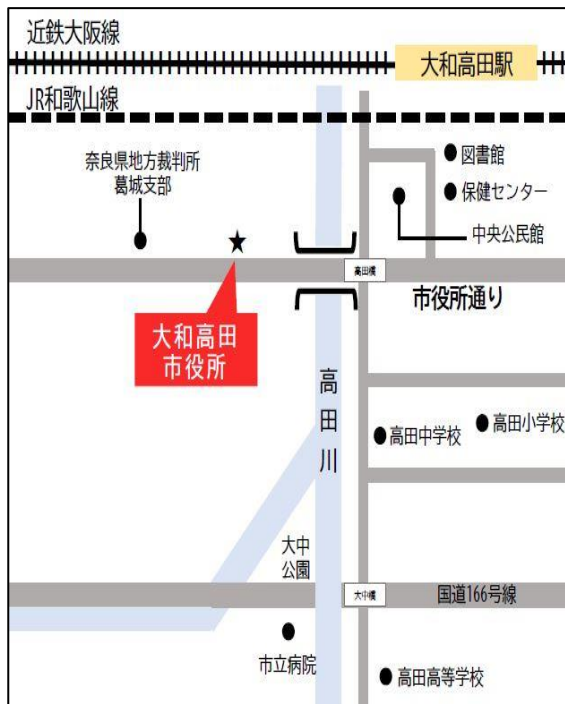 近鉄大阪線
大和高田駅
JR和歌山線
奈良県地方裁判所
葛城支部
図書館
保健センター
中央公民館
高田橋
市役所通り
大和高田
市役所
高田川
高田中学校
高田小学校
大中
公園
大中橋
国道166号線
市立病院
高田高等学校